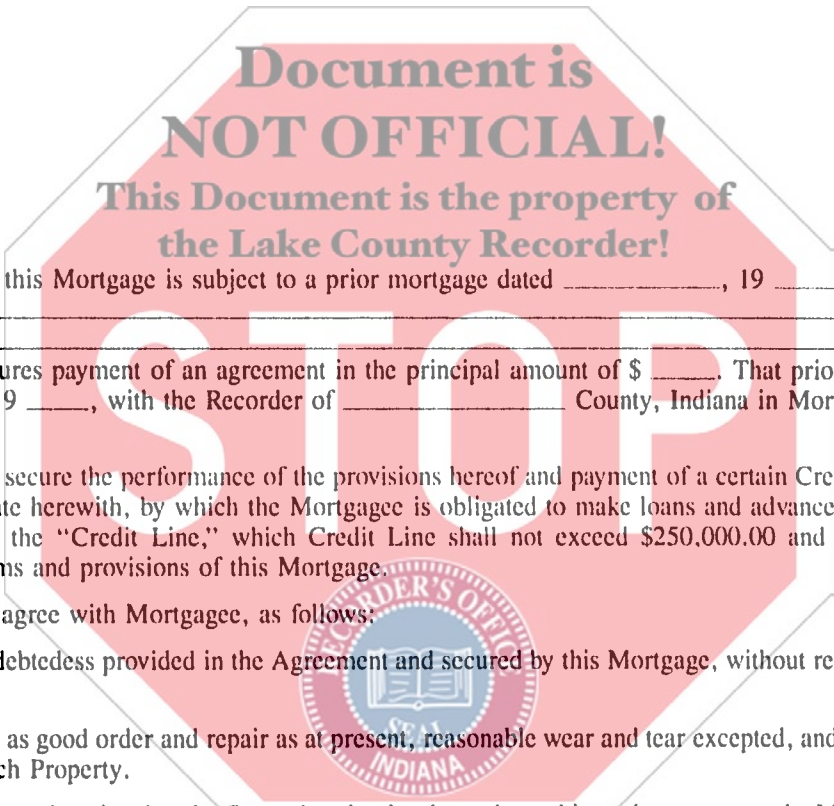 Document is
NOT OFFICIAL!
This Document is the property of
the Lake County Recorder!
this Mortgage is subject to a prior mortgage dated ____________, 19 ____
ures payment of an agreement in the principal amount of $ _____. That prio
9 _____, with the Recorder of ________________ County, Indiana in Mor
STOP
secure the performance of the provisions hereof and payment of a certain Cre
te herewith, by which the Mortgagee is obligated to make loans and advance
the “Credit Line,” which Credit Line shall not exceed $250,000.00 and
ns and provisions of this Mortgage.
agree with Mortgagee, as follows:
debtedess provided in the Agreement and secured by this Mortgage, without re
RECORDER'S OFFICE
SEAL
INDIANA
as good order and repair as at present, reasonable wear and tear excepted, and
ch Property.